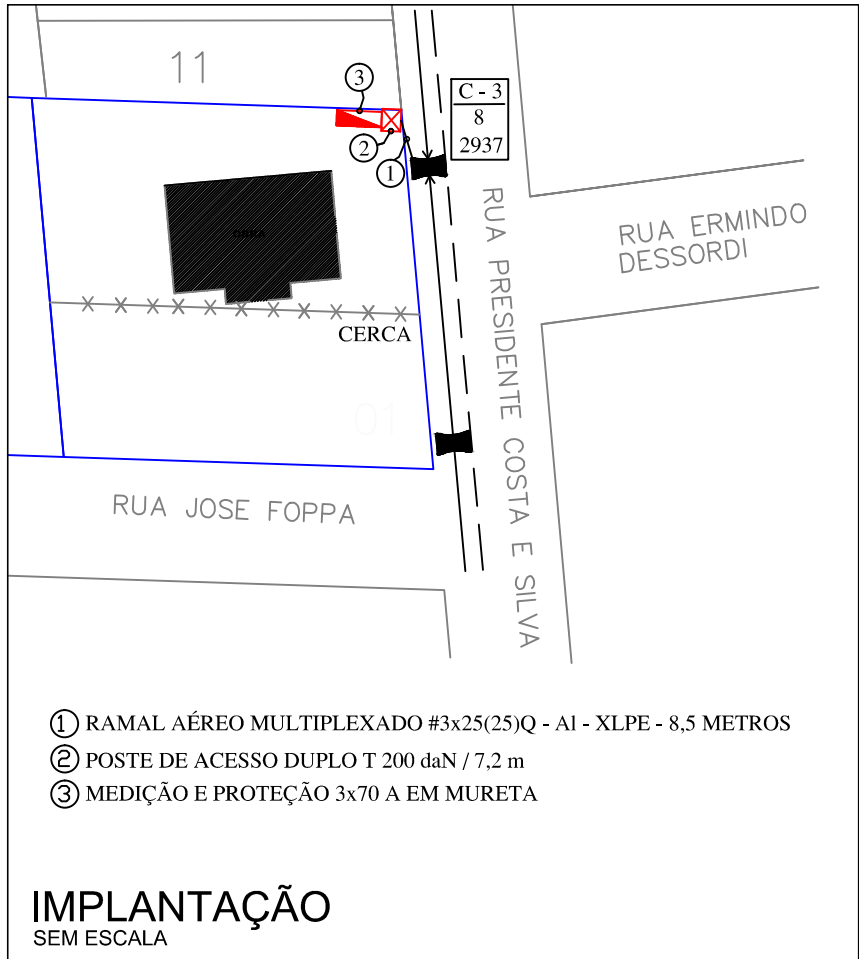 11
3
C - 3
8
2937
2
1
OBRA
RUA ERMINDO
DESSORDI
RUA PRESIDENTE COSTA E SILVA
CERCA
01
RUA JOSE FOPPA
1 RAMAL AÉREO MULTIPLEXADO #3x25(25)Q - Al - XLPE - 8,5 METROS
2 POSTE DE ACESSO DUPLO T 200 daN / 7,2 m
3 MEDIÇÃO E PROTEÇÃO 3x70 A EM MURETA
IMPLANTAÇÃO
SEM ESCALA